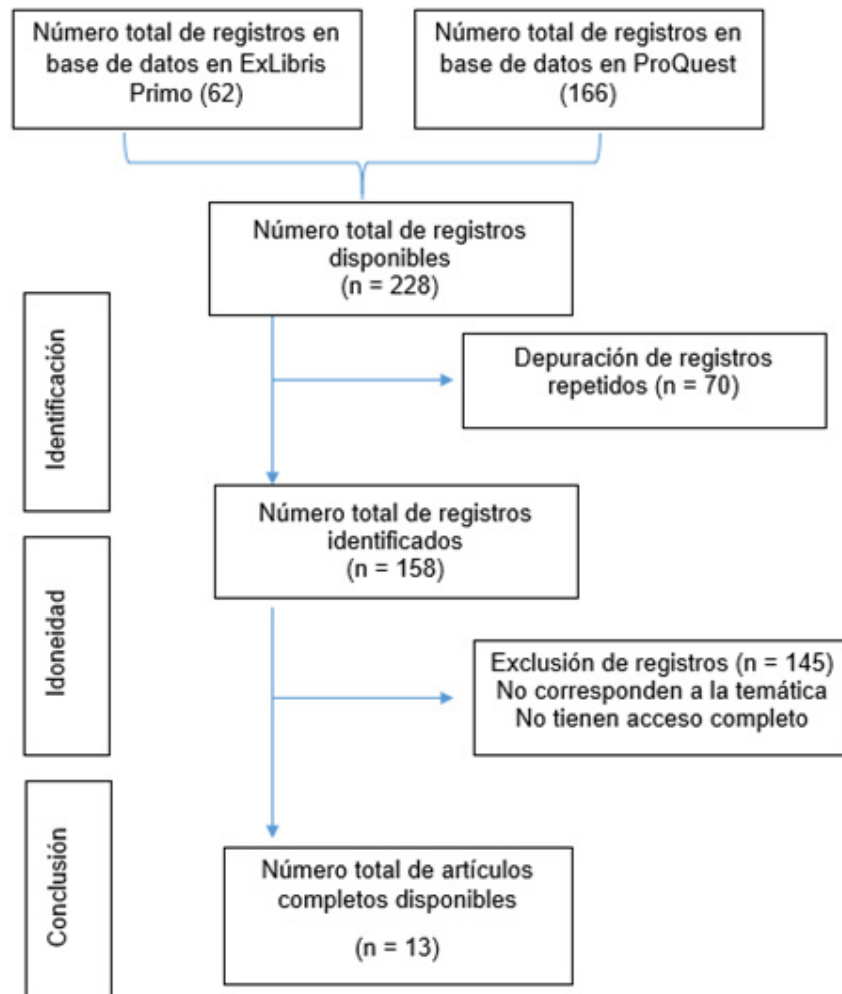 Número total de registros en
base de datos en ExLibris
Primo (62)
Número total de registros en
base de datos en ProQuest
(166)
Número total de registros
disponibles
(n = 228)
Identificación
Depuración de registros
repetidos (n = 70)
Número total de registros
identificados
(n = 158)
Idoneidad
Exclusión de registros (n = 145)
No corresponden a la temática
No tienen acceso completo
Conclusión
Número total de artículos
completos disponibles
(n = 13)